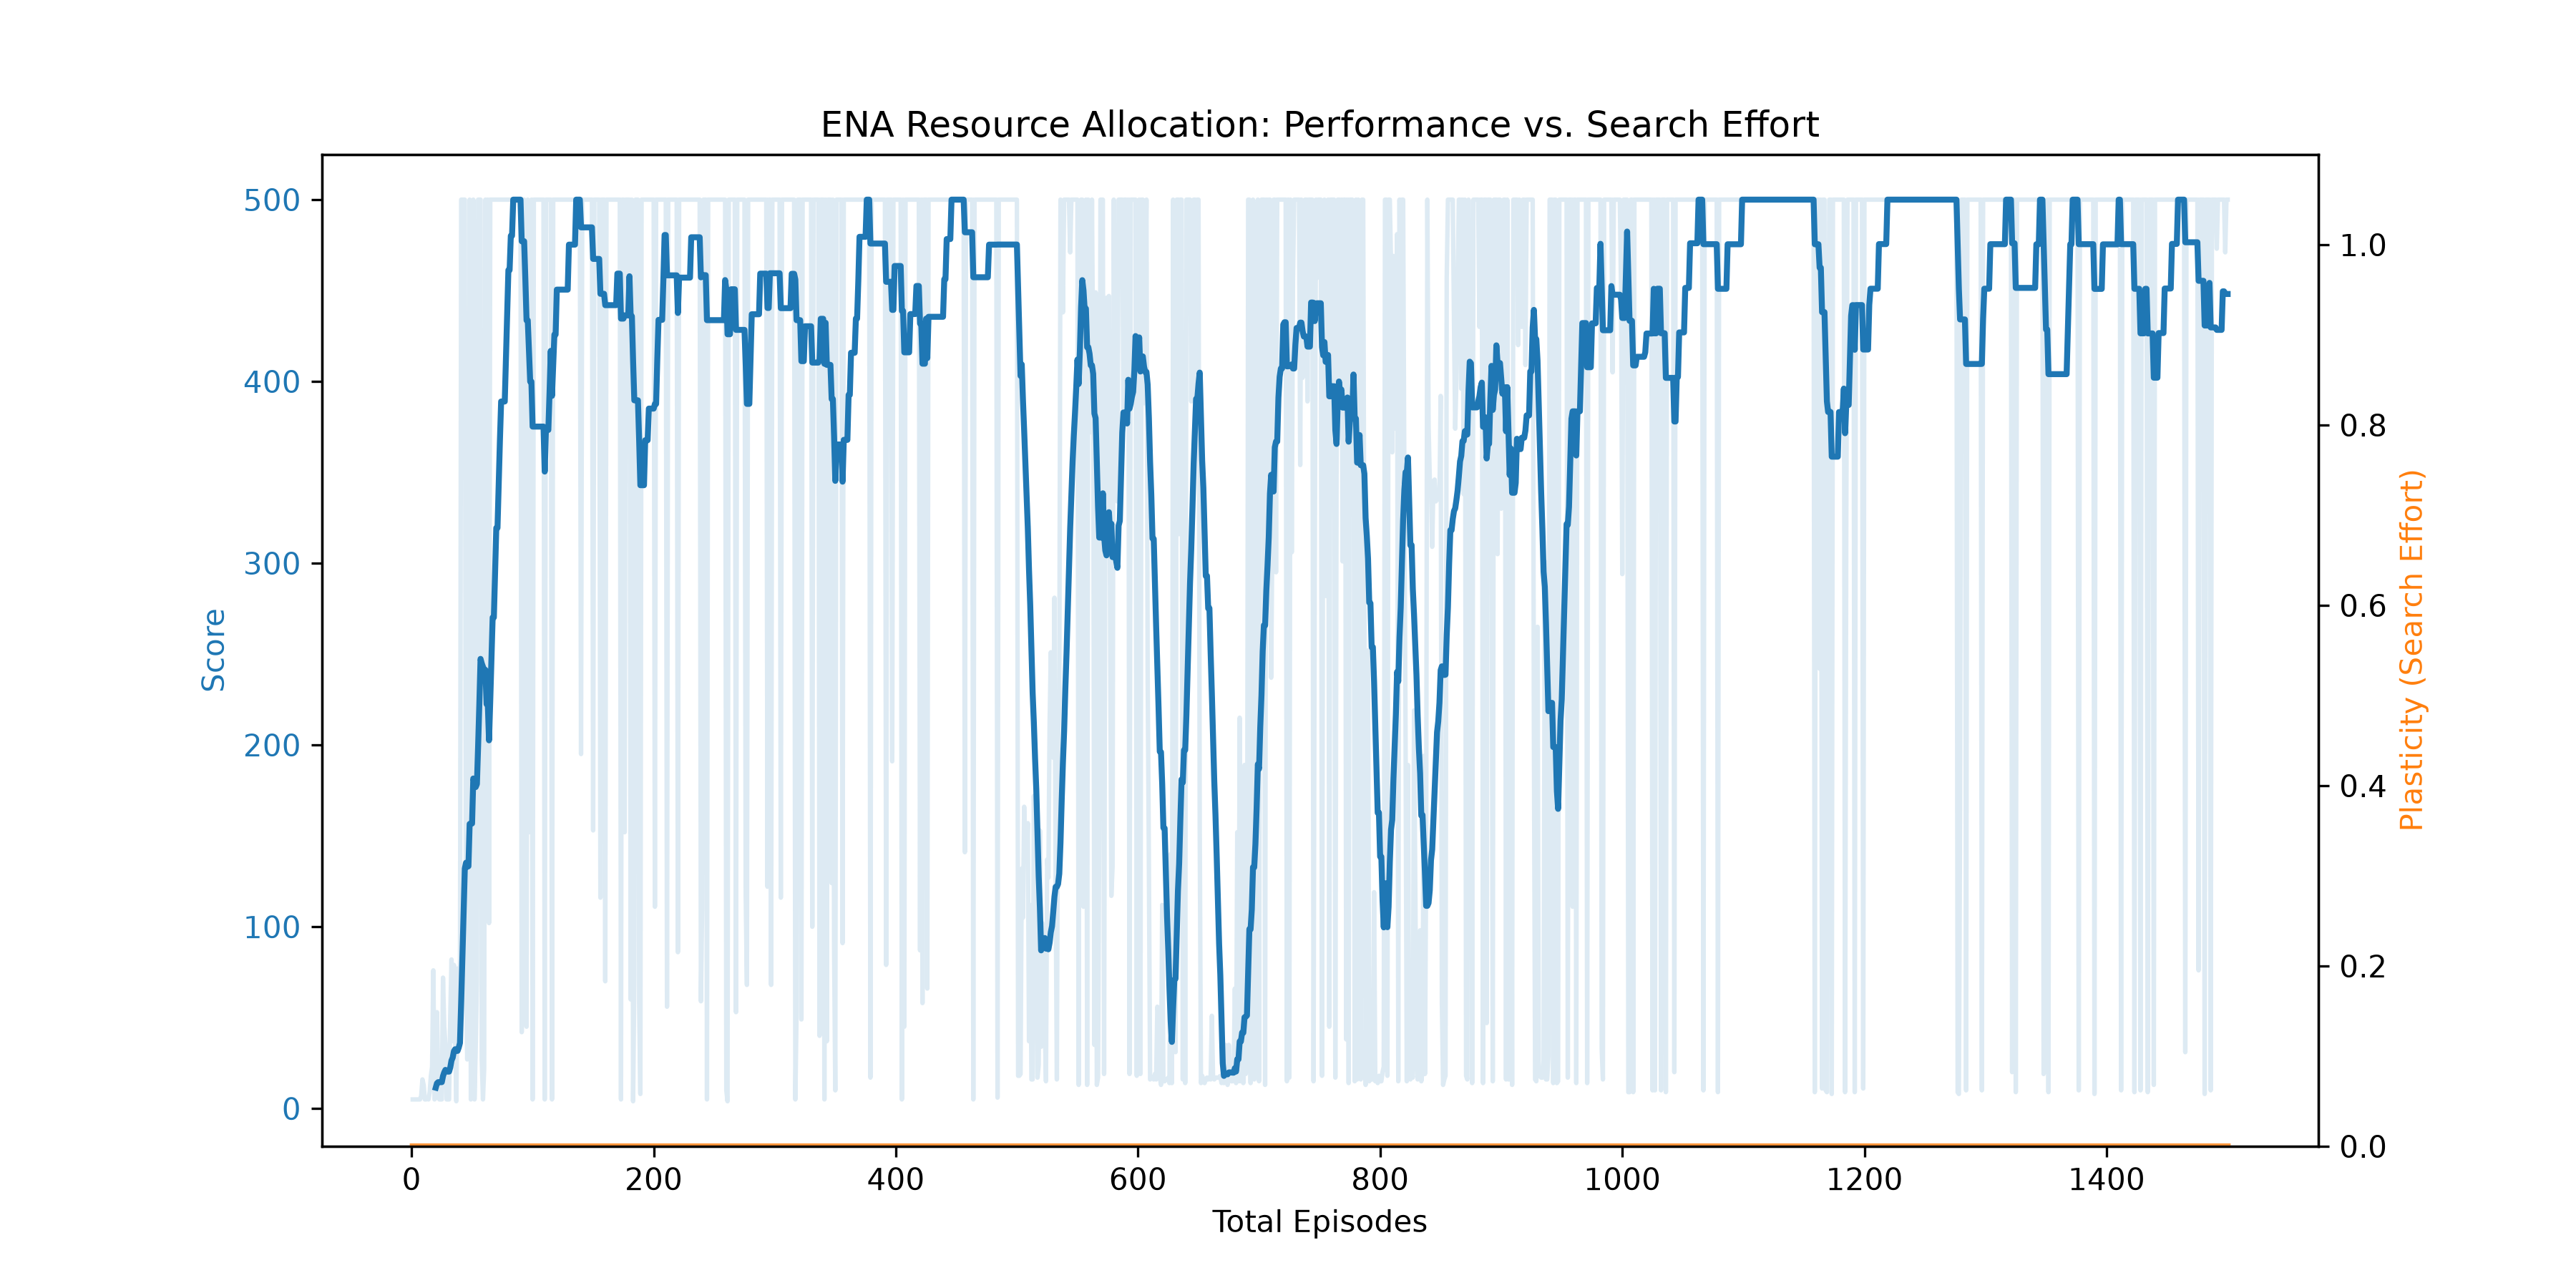 ENA Resource Allocation: Performance vs. Search Effort
500
400
300
200
100
0
Score
1.0
0.8
0.6
0.4
0.2
0.0
Plasticity (Search Effort)
0 200 400 600 800 1000 1200 1400
Total Episodes